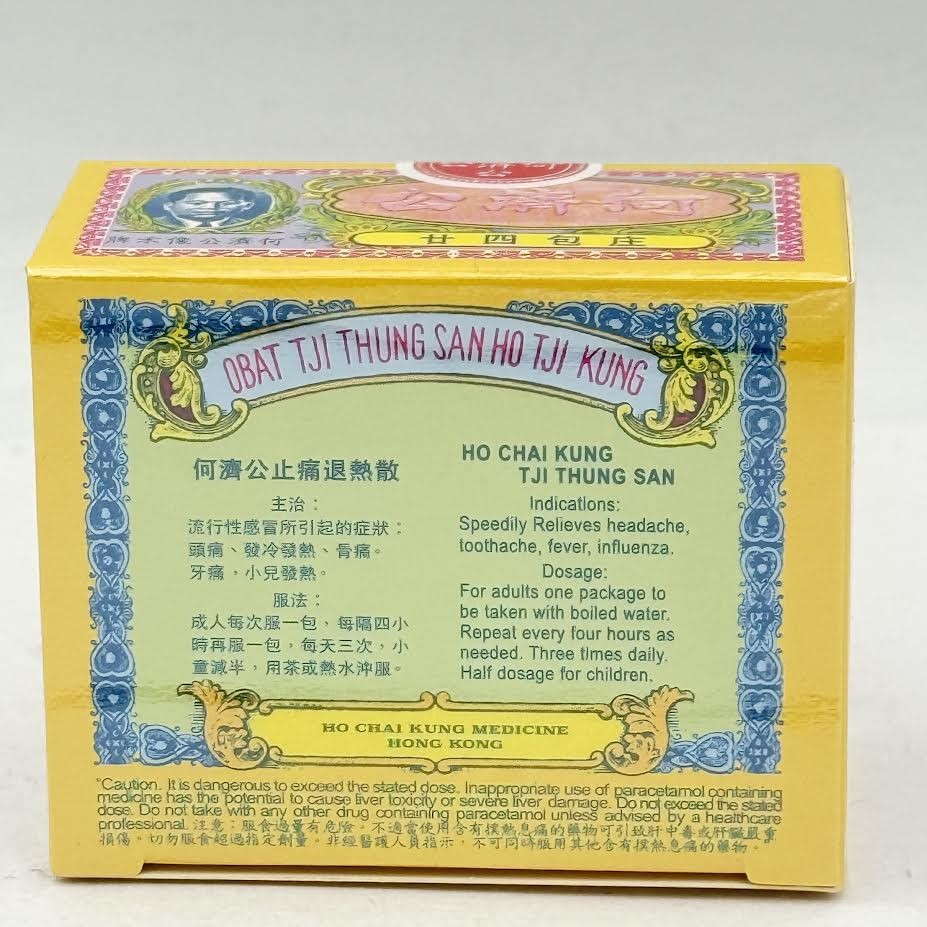 公濟何
何濟公傻禾牌
廿四包庄
OBAT TJI THUNG SAN HO TJI KUNG
何濟公止痛退熱散
主治：
流行性感冒所引起的症狀：
頭痛、發冷發熱、骨痛。
牙痛，小兒發熱。
服法：
成人每次服一包，每隔四小
時再服一包，每天三次，小
童減半，用茶或熱水淬服。
HO CHAI KUNG
TJI THUNG SAN
Indications:
Speedily Relieves headache,
toothache, fever, influenza.
Dosage:
For adults one package to
be taken with boiled water.
Repeat every four hours as
needed. Three times daily.
Half dosage for children.
HO CHAI KUNG MEDICINE
HONG KONG
"Caution. It is dangerous to exceed the stated dose. Inappropriate use of paracetamol containing
medicine has the potential to cause liver toxicity or severe liver damage. Do not exceed the stated
dose. Do not take with any other drug containing paracetamol unless advised by a healthcare
professional. 注意：服食過量有危險。不適當使用含有撲熱息痛的藥物可引致肝中毒或肝臟嚴重
損傷。切勿服食超過指定劑量。非經醫護人員指示，不可同時服用其他含有撲熱息痛的藥物。"